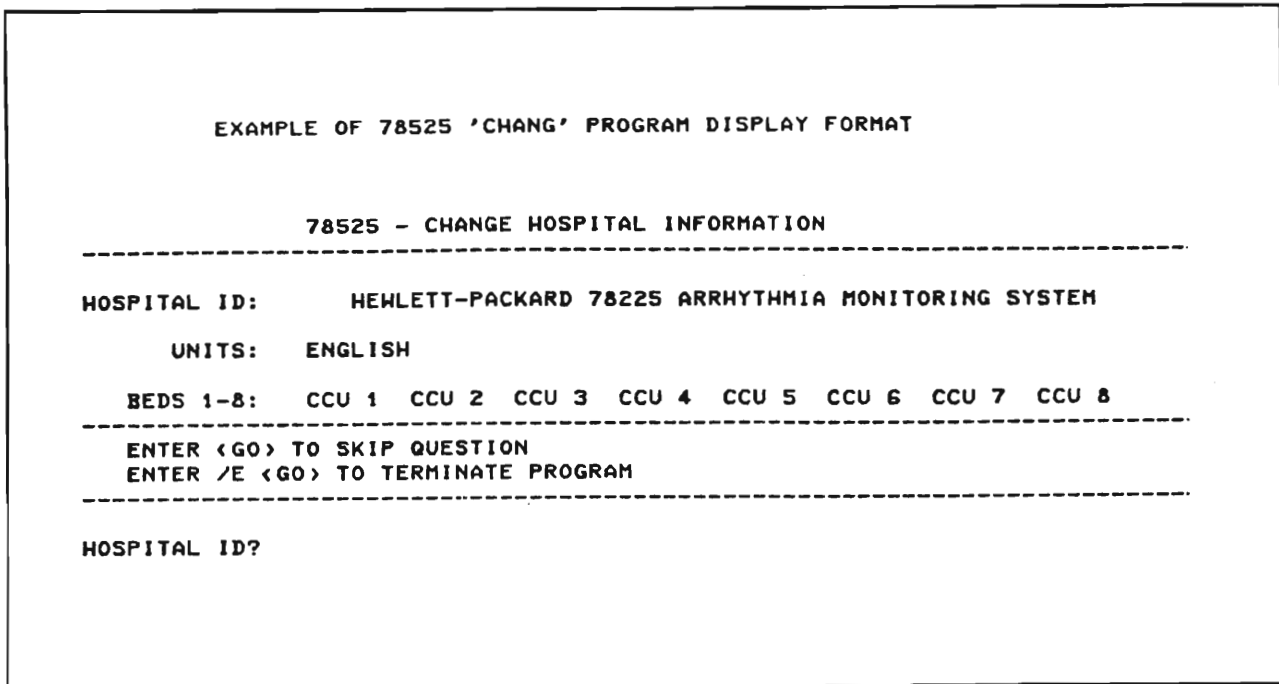 EXAMPLE OF 78525 'CHANG' PROGRAM DISPLAY FORMAT
78525 - CHANGE HOSPITAL INFORMATION
HOSPITAL ID: HEWLETT-PACKARD 78225 ARRHYTHMIA MONITORING SYSTEM
UNITS: ENGLISH
BEDS 1-8: CCU 1 CCU 2 CCU 3 CCU 4 CCU 5 CCU 6 CCU 7 CCU 8
ENTER <GO> TO SKIP QUESTION
ENTER /E <GO> TO TERMINATE PROGRAM
HOSPITAL ID?